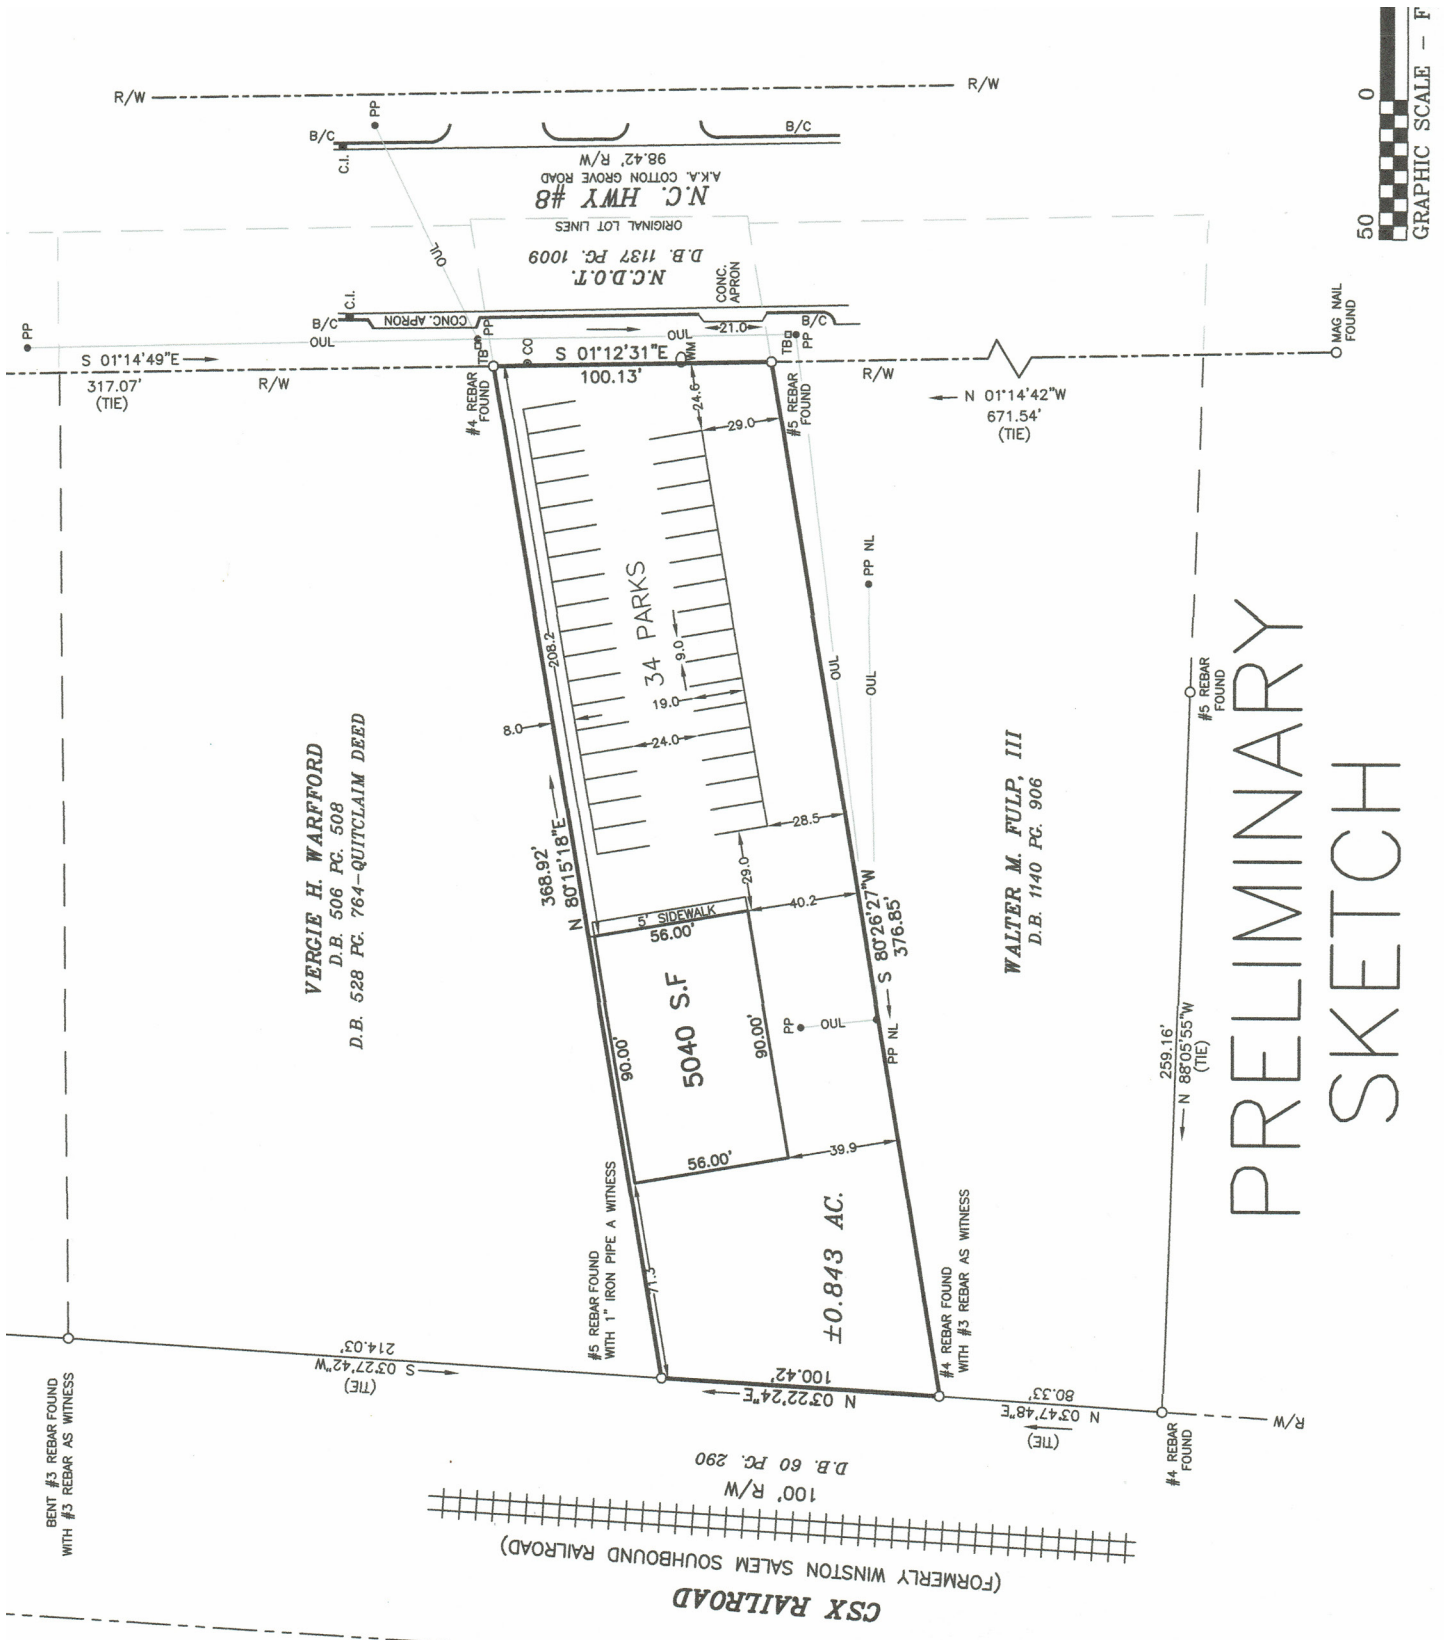 R/W
R/W
PP
B/C
C.I.
B/C
98.42' R/W
A.K.A. COTTON GROVE ROAD
N.C. HWY #8
ORIGINAL LOT LINES
D.B. 1137 PG. 1009
N.C.D.O.T.
CONC.
APRON
OUL
C.I.
B/C
CONC. APRON
PP
OUL
S 01°14'49"E
317.07'
(TIE)
R/W
TB
PP
CO
#4 REBAR
FOUND
S 01°12'31"E
100.13'
OUL
WM
21.0
TB
PP
B/C
#5 REBAR
FOUND
R/W
N 01°14'42"W
671.54'
(TIE)
MAG NAIL
FOUND
0
50
GRAPHIC SCALE - F
24.6
29.0
34 PARKS
208.2
9.0
19.0
24.0
8.0
28.5
29.0
40.2
OUL
OUL
PP NL
VERGIE H. WARFFORD
D.B. 506 PG. 508
D.B. 528 PG. 764-QUITCLAIM DEED
368.92'
N 80°15'18"E
5' SIDEWALK
56.00'
5040 S.F
90.00'
90.00'
56.00'
PP
OUL
PP NL
S 80°26'27"W
376.85'
39.9
71.3
±0.843 AC.
WALTER M. FULP, III
D.B. 1140 PG. 906
#5 REBAR
FOUND
259.16'
N 88°05'55"W
(TIE)
PRELIMINARY
SKETCH
#5 REBAR FOUND
WITH 1" IRON PIPE A WITNESS
#4 REBAR FOUND
WITH #3 REBAR AS WITNESS
BENT #3 REBAR FOUND
WITH #3 REBAR AS WITNESS
214.03'
S 03°27'42"W
(TIE)
100.42'
N 03°22'24"E
80.33'
N 03°47'48"E
(TIE)
#4 REBAR
FOUND
R/W
D.B. 60 PG. 290
100' R/W
(FORMERLY WINSTON SALEM SOUHBOUND RAILROAD)
CSX RAILROAD